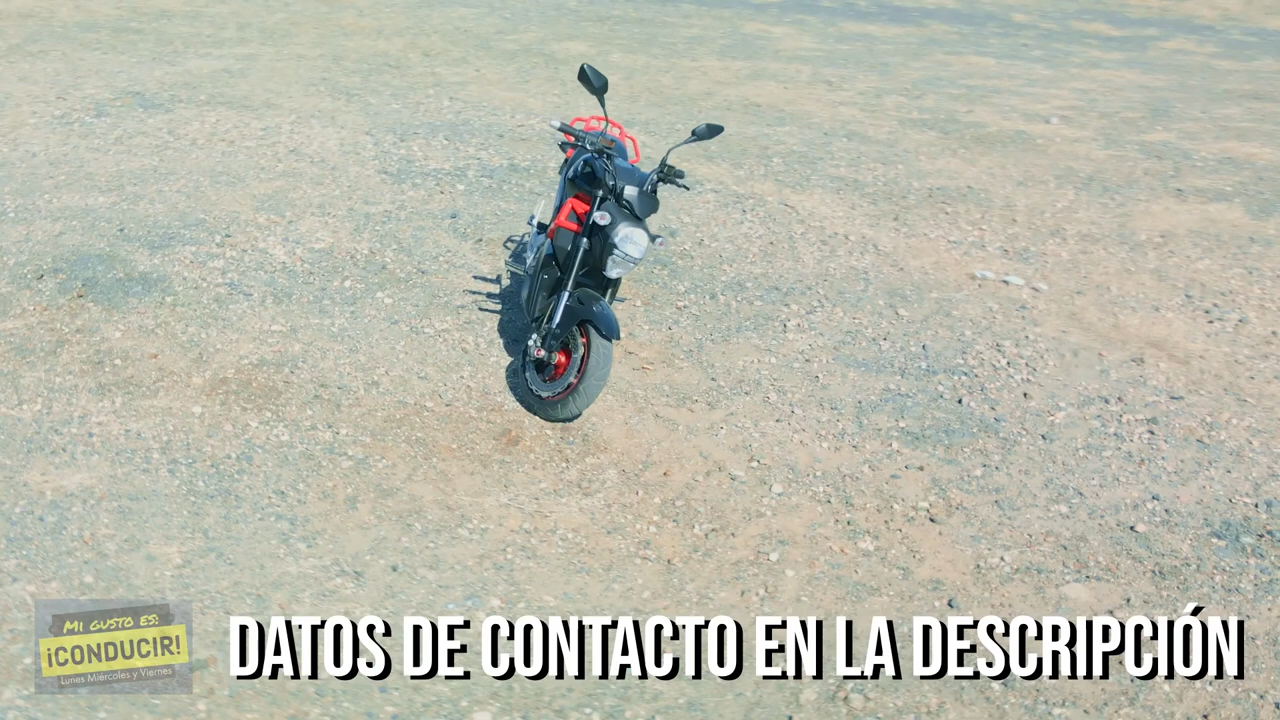 MI GUSTO ES:
¡CONDUCIR!
Lunes Miércoles y Viernes
DATOS DE CONTACTO EN LA DESCRIPCIÓN